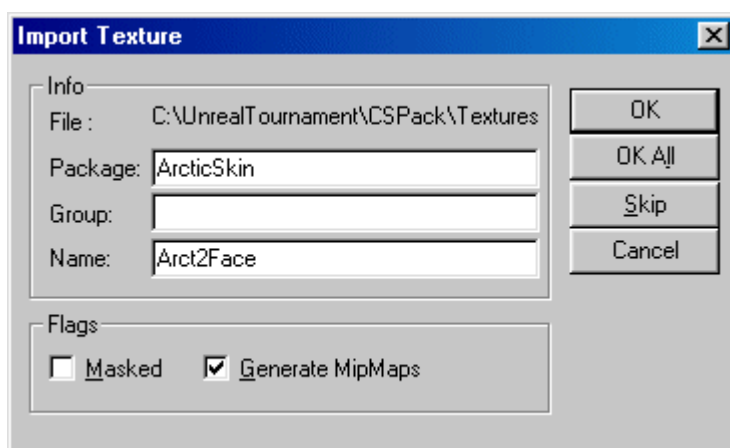 Import Texture
Info
File : C:\UnrealTournament\CSPack\Textures
Package: ArcticSkin
Group:
Name: Arct2Face
OK
OK All
Skip
Cancel
Flags
Masked
Generate MipMaps